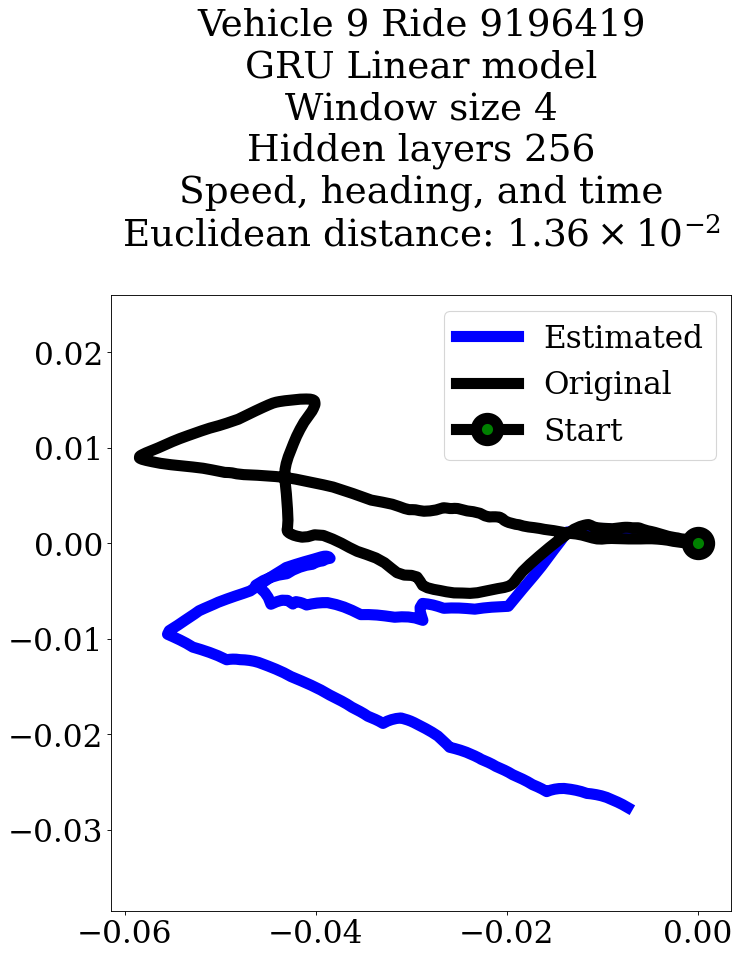 Vehicle 9 Ride 9196419
GRU Linear model
Window size 4
Hidden layers 256
Speed, heading, and time
Euclidean distance: 1.36 × 10⁻²
Estimated
Original
Start
0.02
0.01
0.00
−0.01
−0.02
−0.03
−0.06
−0.04
−0.02
0.00